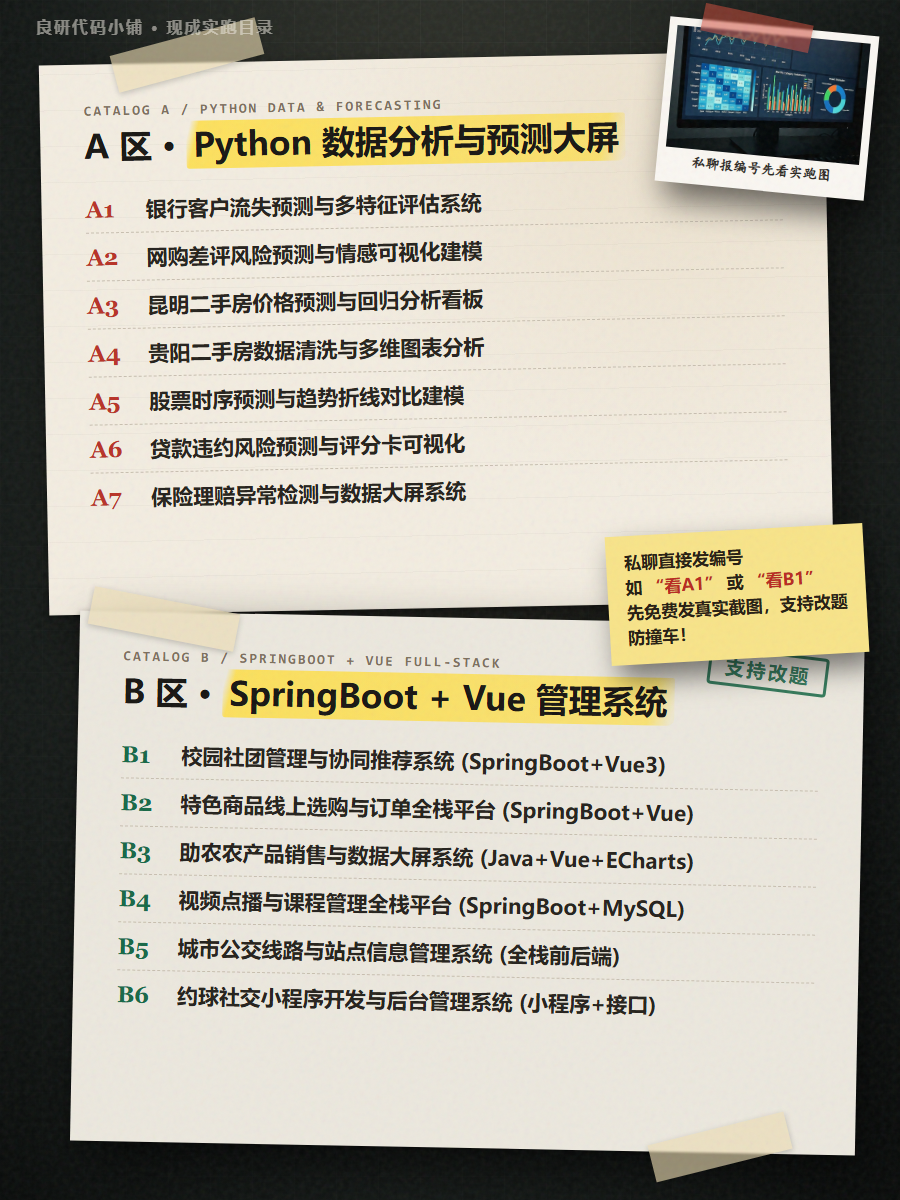 良研代码小铺 • 现成实跑目录
CATALOG A / PYTHON DATA & FORECASTING
A 区 · Python 数据分析与预测大屏
私聊报编号先看实跑图
A1 银行客户流失预测与多特征评估系统
A2 网购差评风险预测与情感可视化建模
A3 昆明二手房价格预测与回归分析看板
A4 贵阳二手房数据清洗与多维图表分析
A5 股票时序预测与趋势折线对比建模
A6 贷款违约风险预测与评分卡可视化
A7 保险理赔异常检测与数据大屏系统
私聊直接发编号
如 “看A1” 或 “看B1”
先免费发真实截图，支持改题
防撞车！
支持改题
CATALOG B / SPRINGBOOT + VUE FULL-STACK
B 区 · SpringBoot + Vue 管理系统
B1 校园社团管理与协同推荐系统 (SpringBoot+Vue3)
B2 特色商品线上选购与订单全栈平台 (SpringBoot+Vue)
B3 助农农产品销售与数据大屏系统 (Java+Vue+ECharts)
B4 视频点播与课程管理全栈平台 (SpringBoot+MySQL)
B5 城市公交线路与站点信息管理系统 (全栈前后端)
B6 约球社交小程序开发与后台管理系统 (小程序+接口)